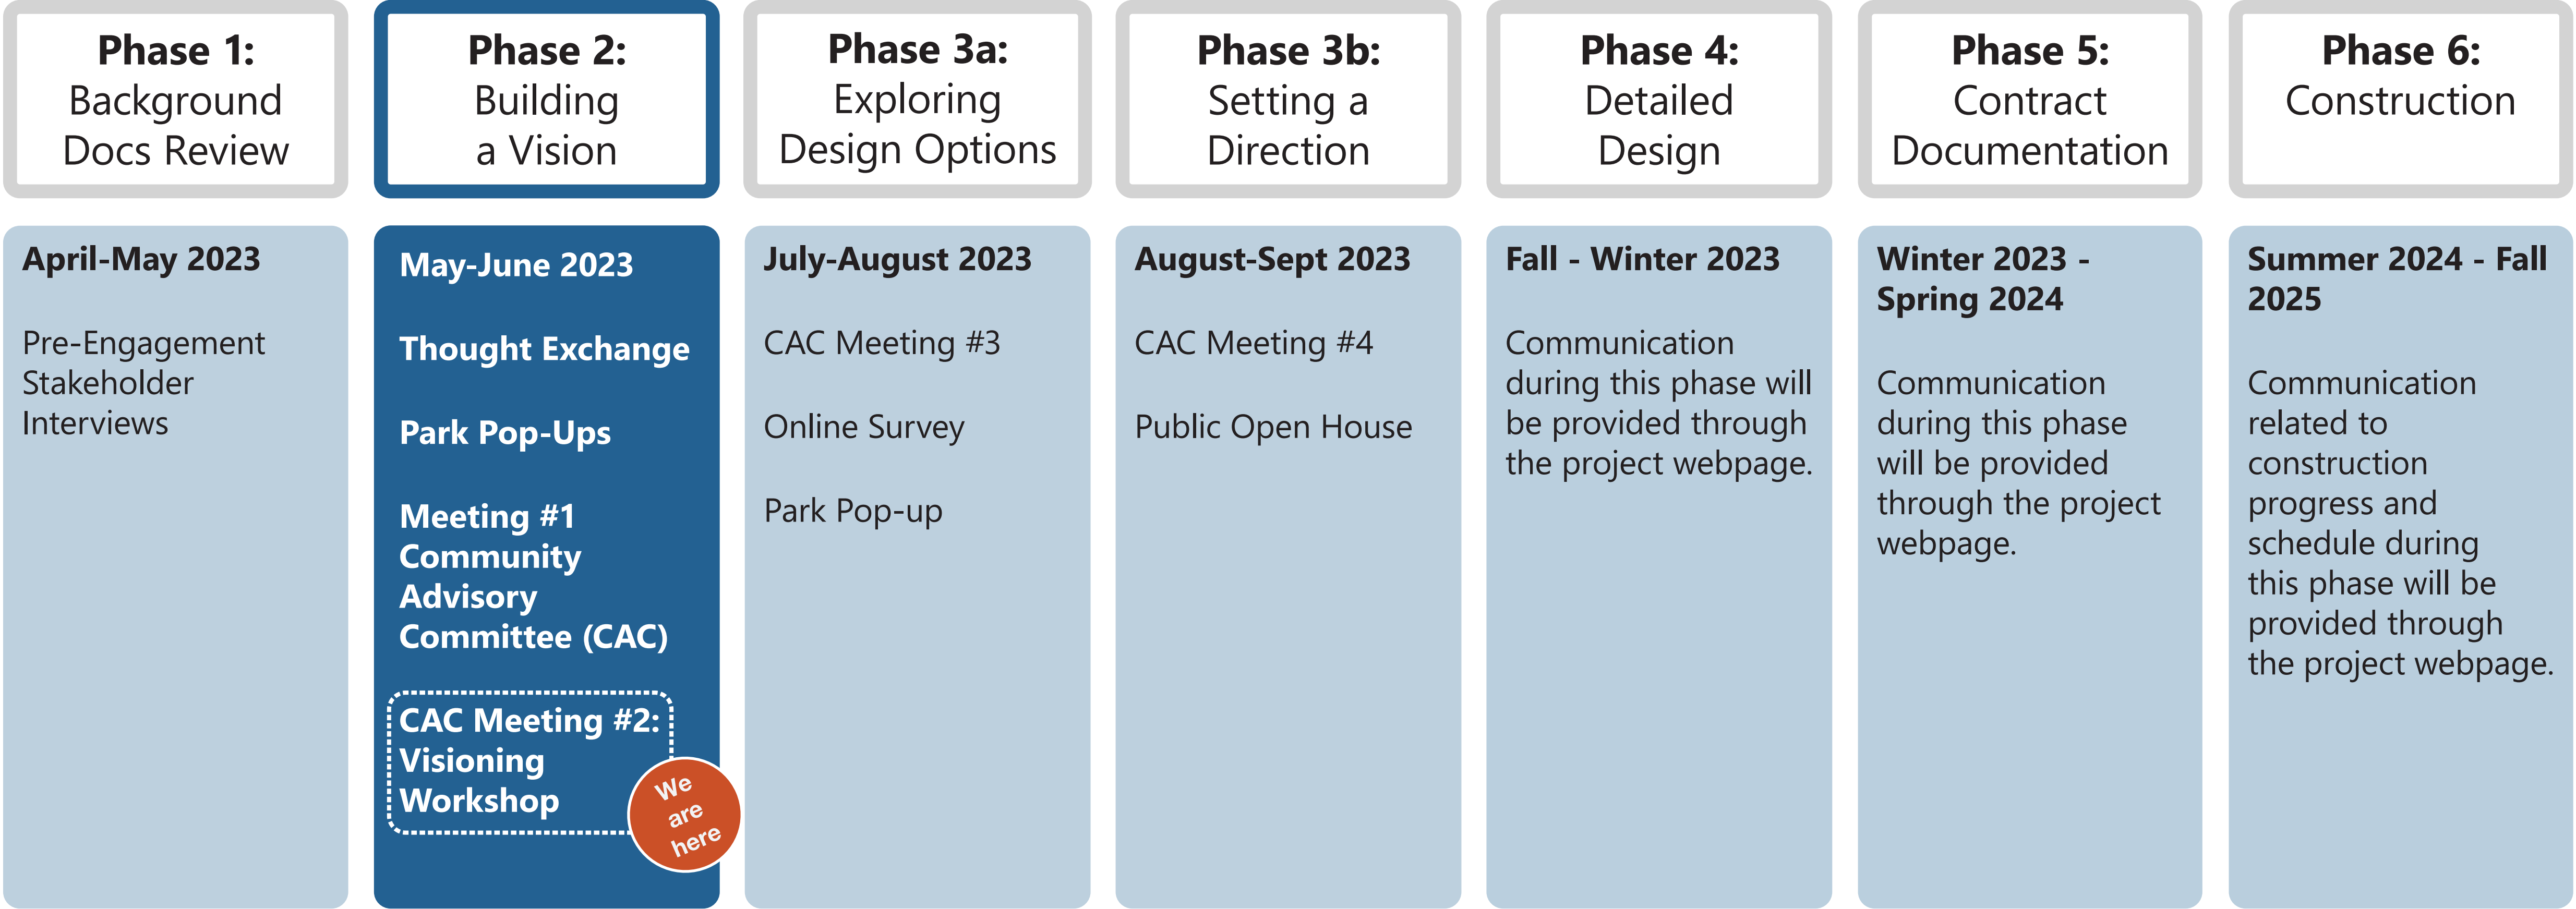 Phase 1:
Background
Docs Review
April-May 2023
Pre-Engagement
Stakeholder
Interviews
Phase 2:
Building
a Vision
May-June 2023
Thought Exchange
Park Pop-Ups
Meeting #1
Community
Advisory
Committee (CAC)
CAC Meeting #2:
Visioning
Workshop
We
are
here
Phase 3a:
Exploring
Design Options
July-August 2023
CAC Meeting #3
Online Survey
Park Pop-up
Phase 3b:
Setting a
Direction
August-Sept 2023
CAC Meeting #4
Public Open House
Phase 4:
Detailed
Design
Fall - Winter 2023
Communication
during this phase will
be provided through
the project webpage.
Phase 5:
Contract
Documentation
Winter 2023 -
Spring 2024
Communication
during this phase
will be provided
through the project
webpage.
Phase 6:
Construction
Summer 2024 - Fall
2025
Communication
related to
construction
progress and
schedule during
this phase will be
provided through
the project webpage.